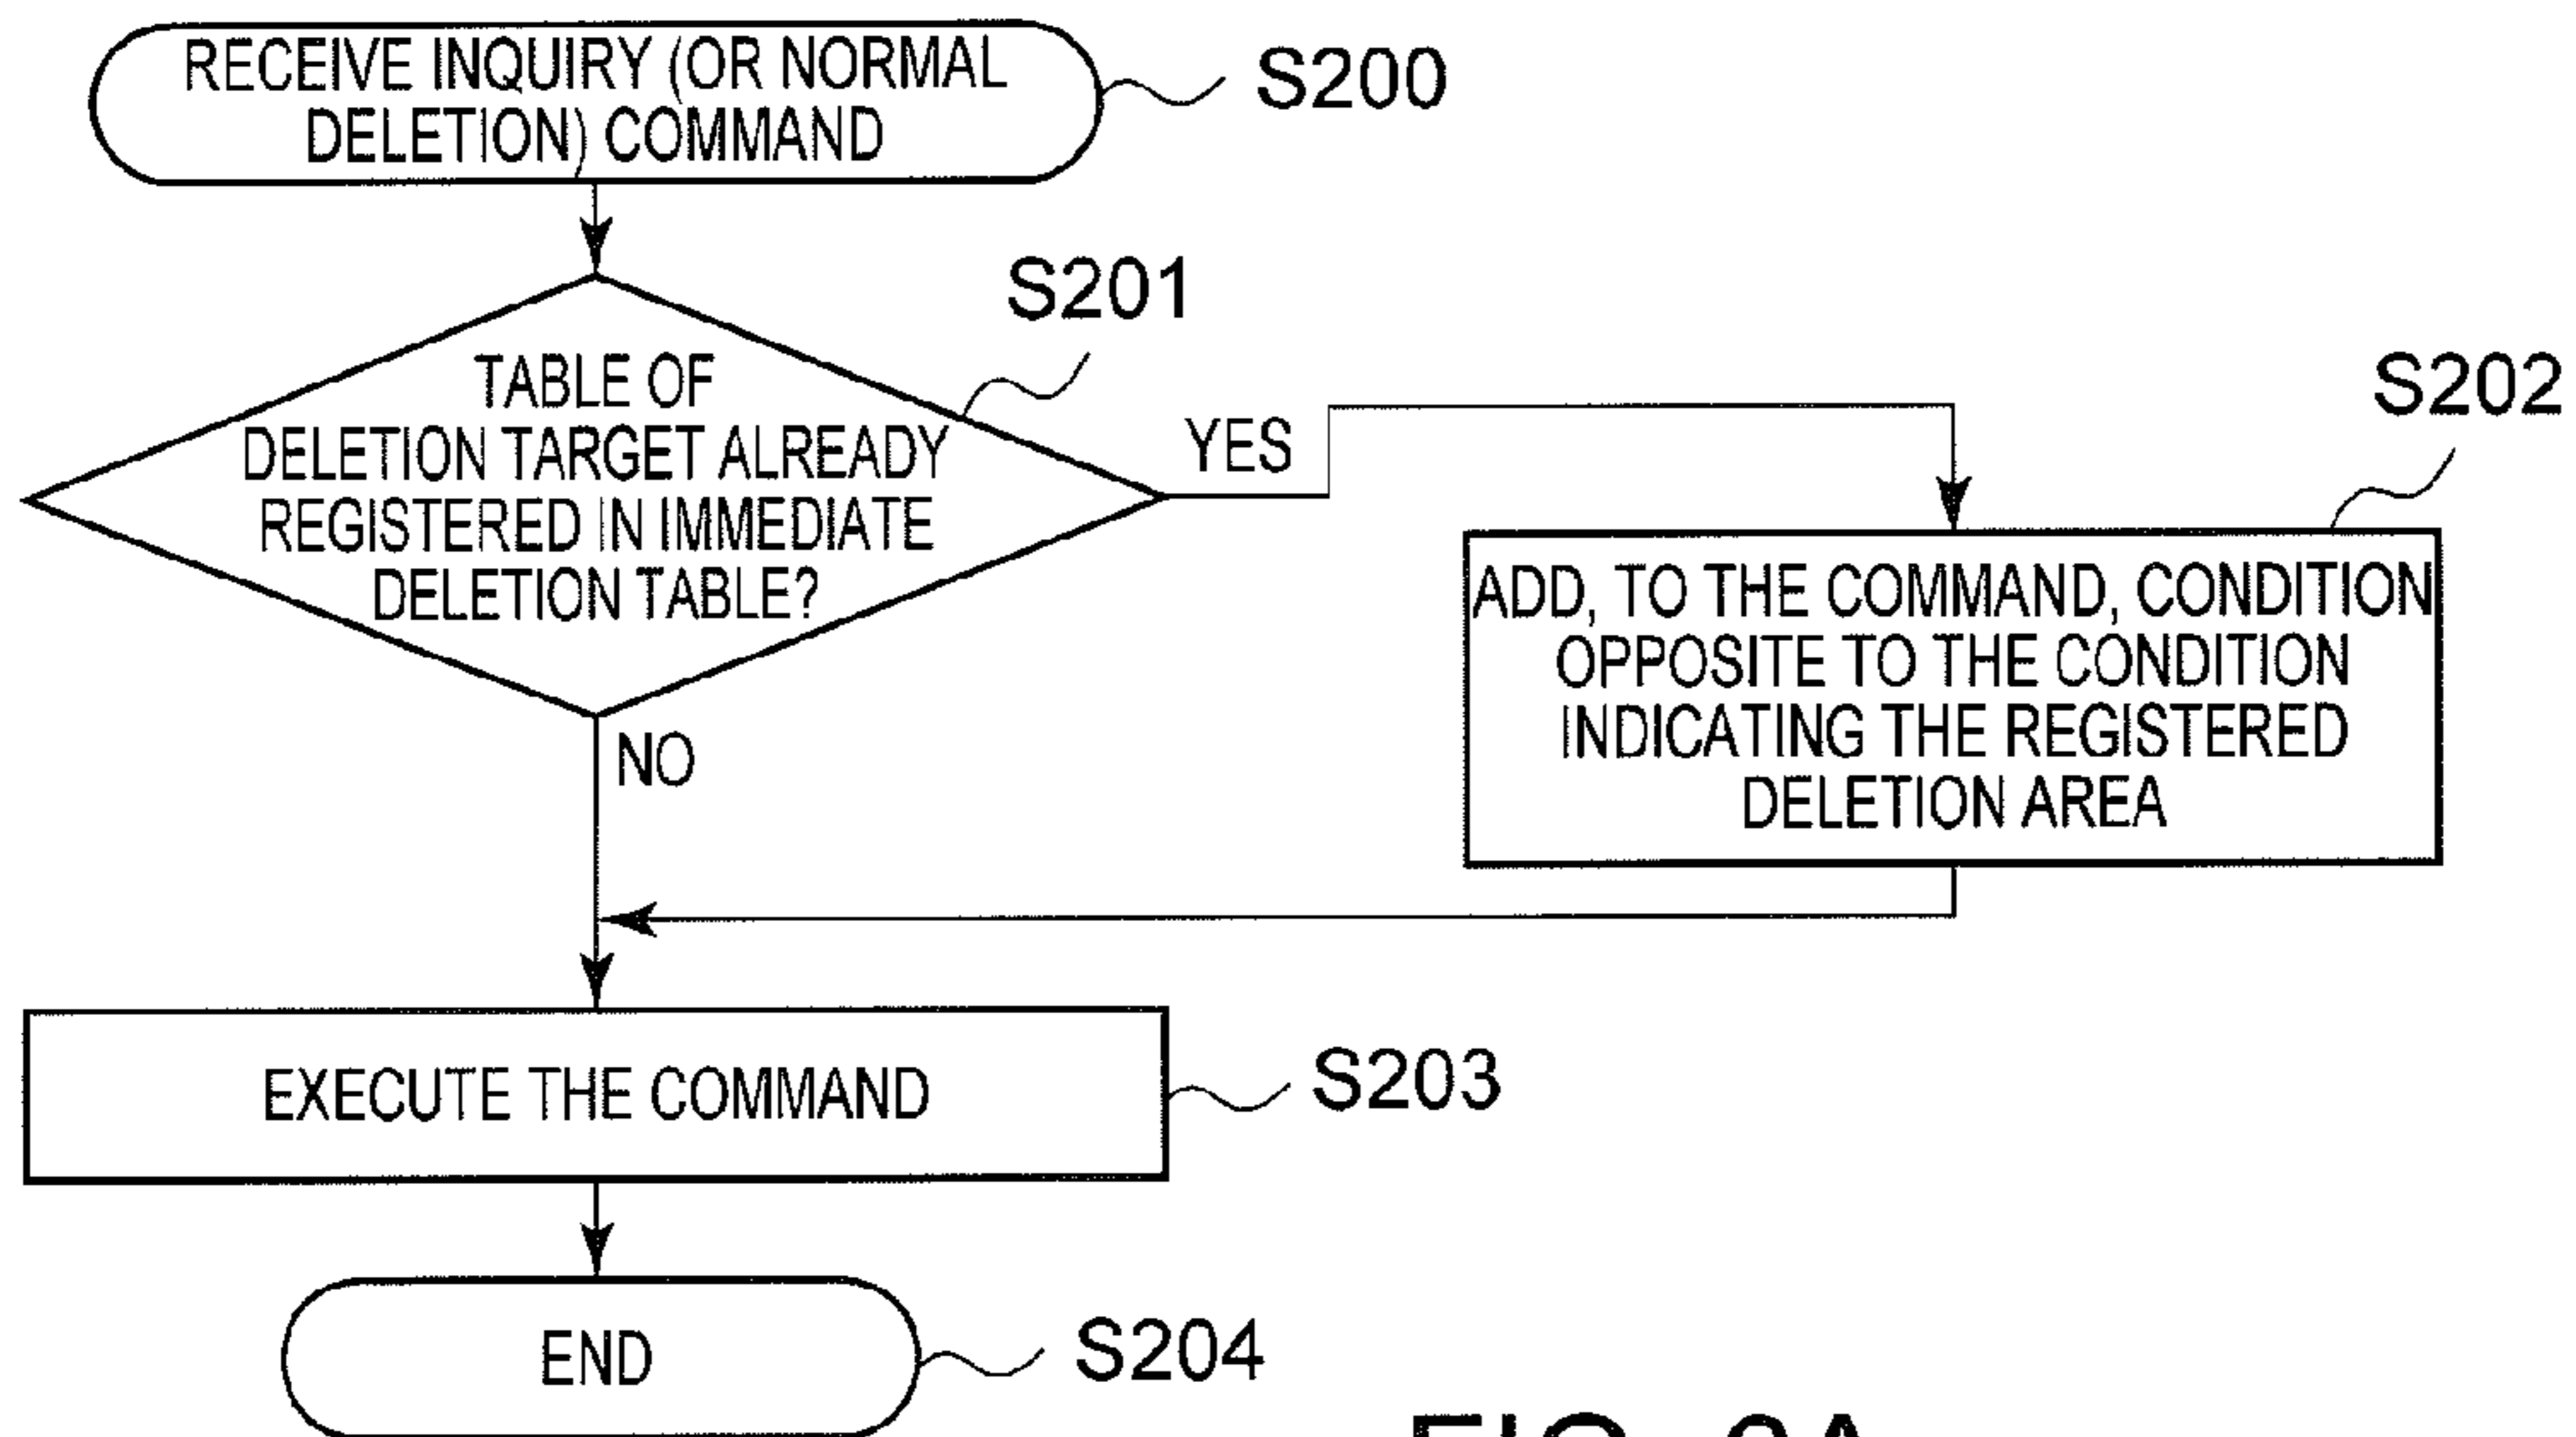 RECEIVE INQUIRY (OR NORMAL
DELETION) COMMAND
S200
S201
TABLE OF
DELETION TARGET ALREADY
REGISTERED IN IMMEDIATE
DELETION TABLE?
YES
S202
ADD, TO THE COMMAND, CONDITION
OPPOSITE TO THE CONDITION
INDICATING THE REGISTERED
DELETION AREA
NO
EXECUTE THE COMMAND
S203
END
S204